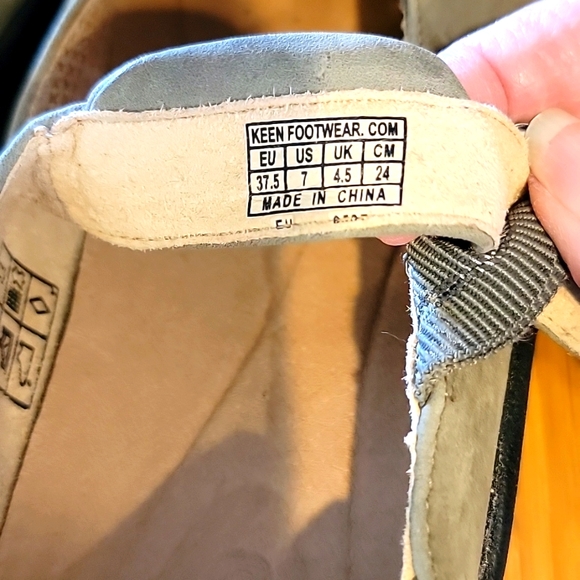 KEEN FOOTWEAR. COM
EU US UK CM
37.5 7 4.5 24
MADE IN CHINA